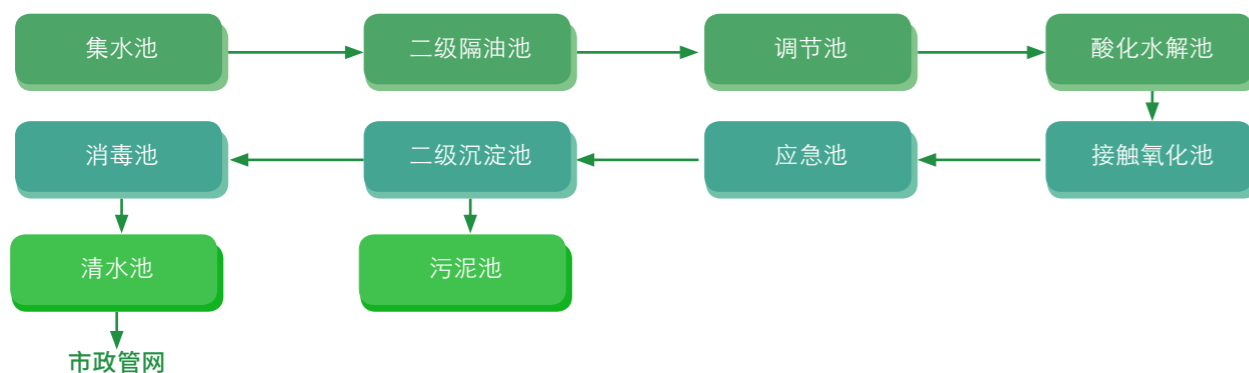 集水池
二级隔油池
调节池
酸化水解池
消毒池
二级沉淀池
应急池
接触氧化池
清水池
污泥池
市政管网